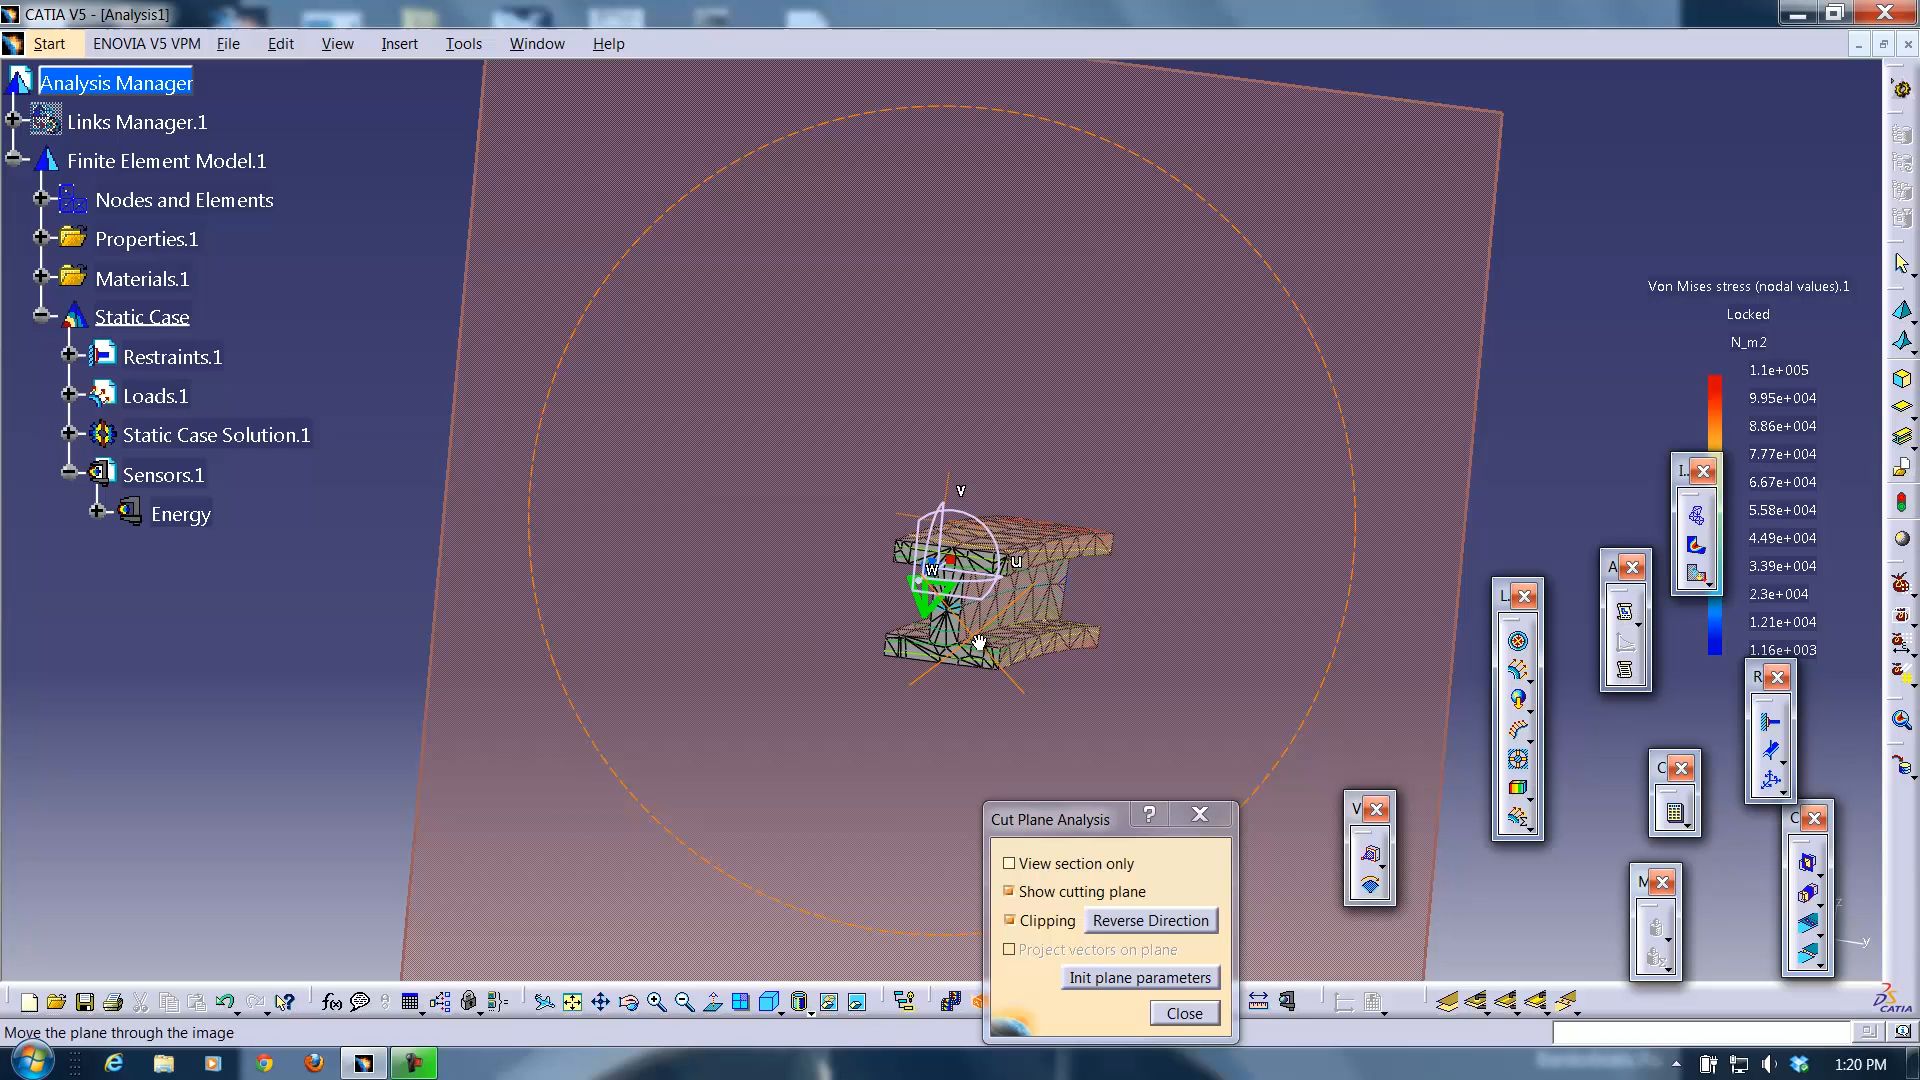 CATIA V5 - [Analysis1]
Start ENOVIA V5 VPM File Edit View Insert Tools Window Help
Analysis Manager
Links Manager.1
Finite Element Model.1
Nodes and Elements
Properties.1
Materials.1
Static Case
Restraints.1
Loads.1
Static Case Solution.1
Sensors.1
Energy
v
u
w
Von Mises stress (nodal values).1
Locked
N_m2
1.1e+005
9.95e+004
8.86e+004
7.77e+004
6.67e+004
5.58e+004
4.49e+004
3.39e+004
2.3e+004
1.21e+004
1.16e+003
I..
A
L.
R
C
V
C
M
z
y
Cut Plane Analysis
View section only
Show cutting plane
Clipping Reverse Direction
Project vectors on plane
Init plane parameters
Close
f(x)
CATIA
Move the plane through the image
1:20 PM